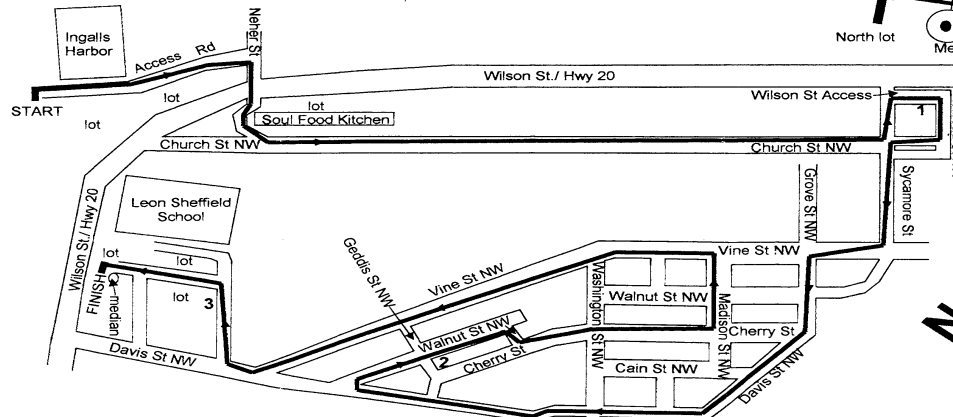 Ingalls
Harbor
Access Rd
Neher St
North lot
Me
START
lot
lot
lot
Wilson St./ Hwy 20
Wilson St Access
1
Soul Food Kitchen
Church St NW
Church St NW
Sycamore St
Wilson St./ Hwy 20
Leon Sheffield
School
Grove St NW
Geddis St NW
Vine St NW
Vine St NW
lot
lot
lot
FINISH
median
3
Washington St NW
Walnut St NW
Madison St NW
Walnut St NW
Cherry St
2
Cherry St
Cain St NW
Davis St NW
Davis St NW
N